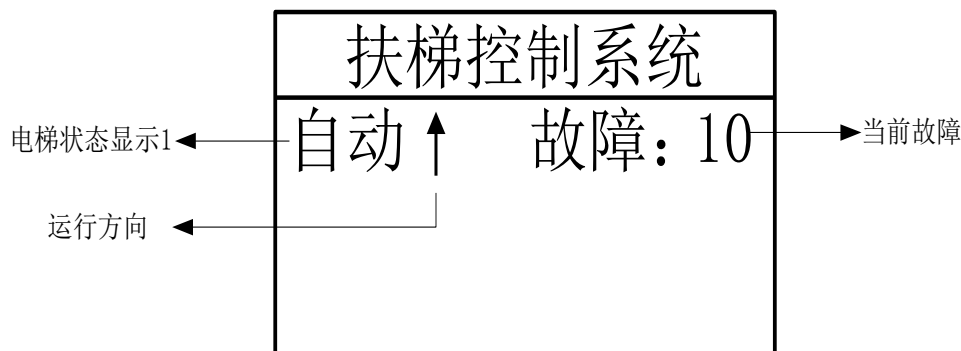 扶梯控制系统
电梯状态显示1
自动 故障：10
当前故障
运行方向